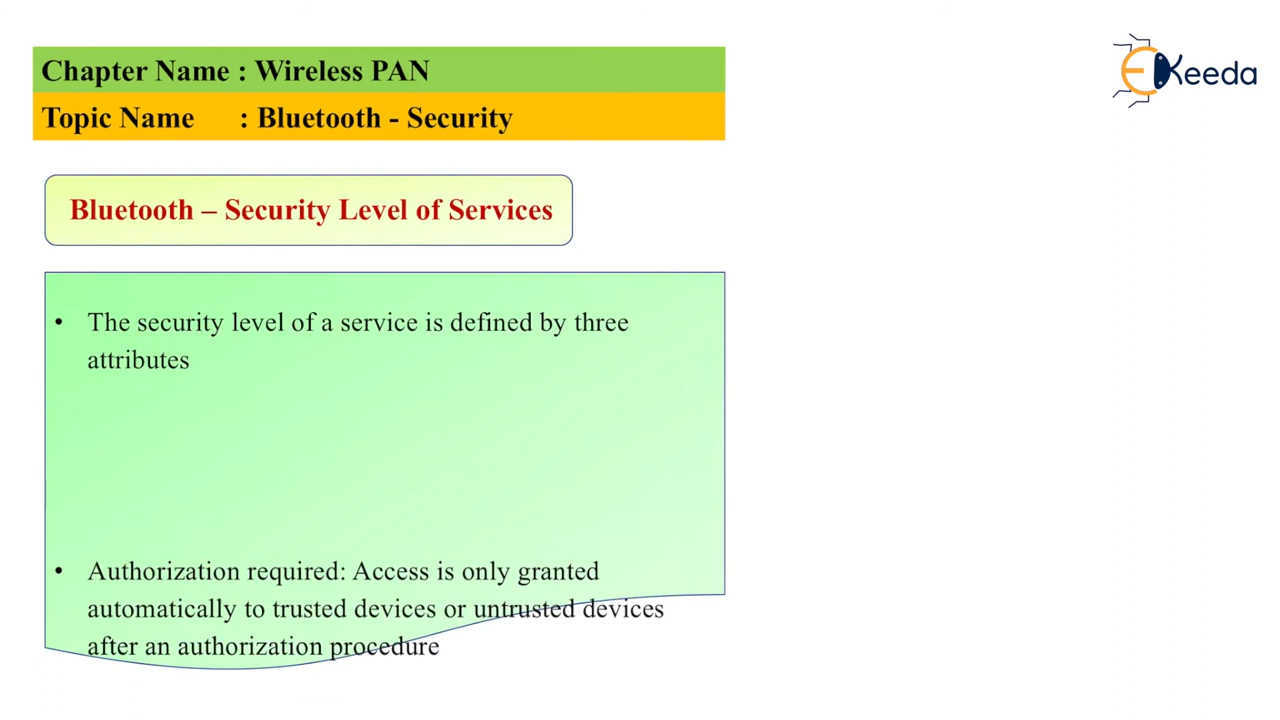 Chapter Name : Wireless PAN
Topic Name : Bluetooth - Security
EKeeda
Bluetooth – Security Level of Services
• The security level of a service is defined by three
attributes
• Authorization required: Access is only granted
automatically to trusted devices or untrusted devices
after an authorization procedure